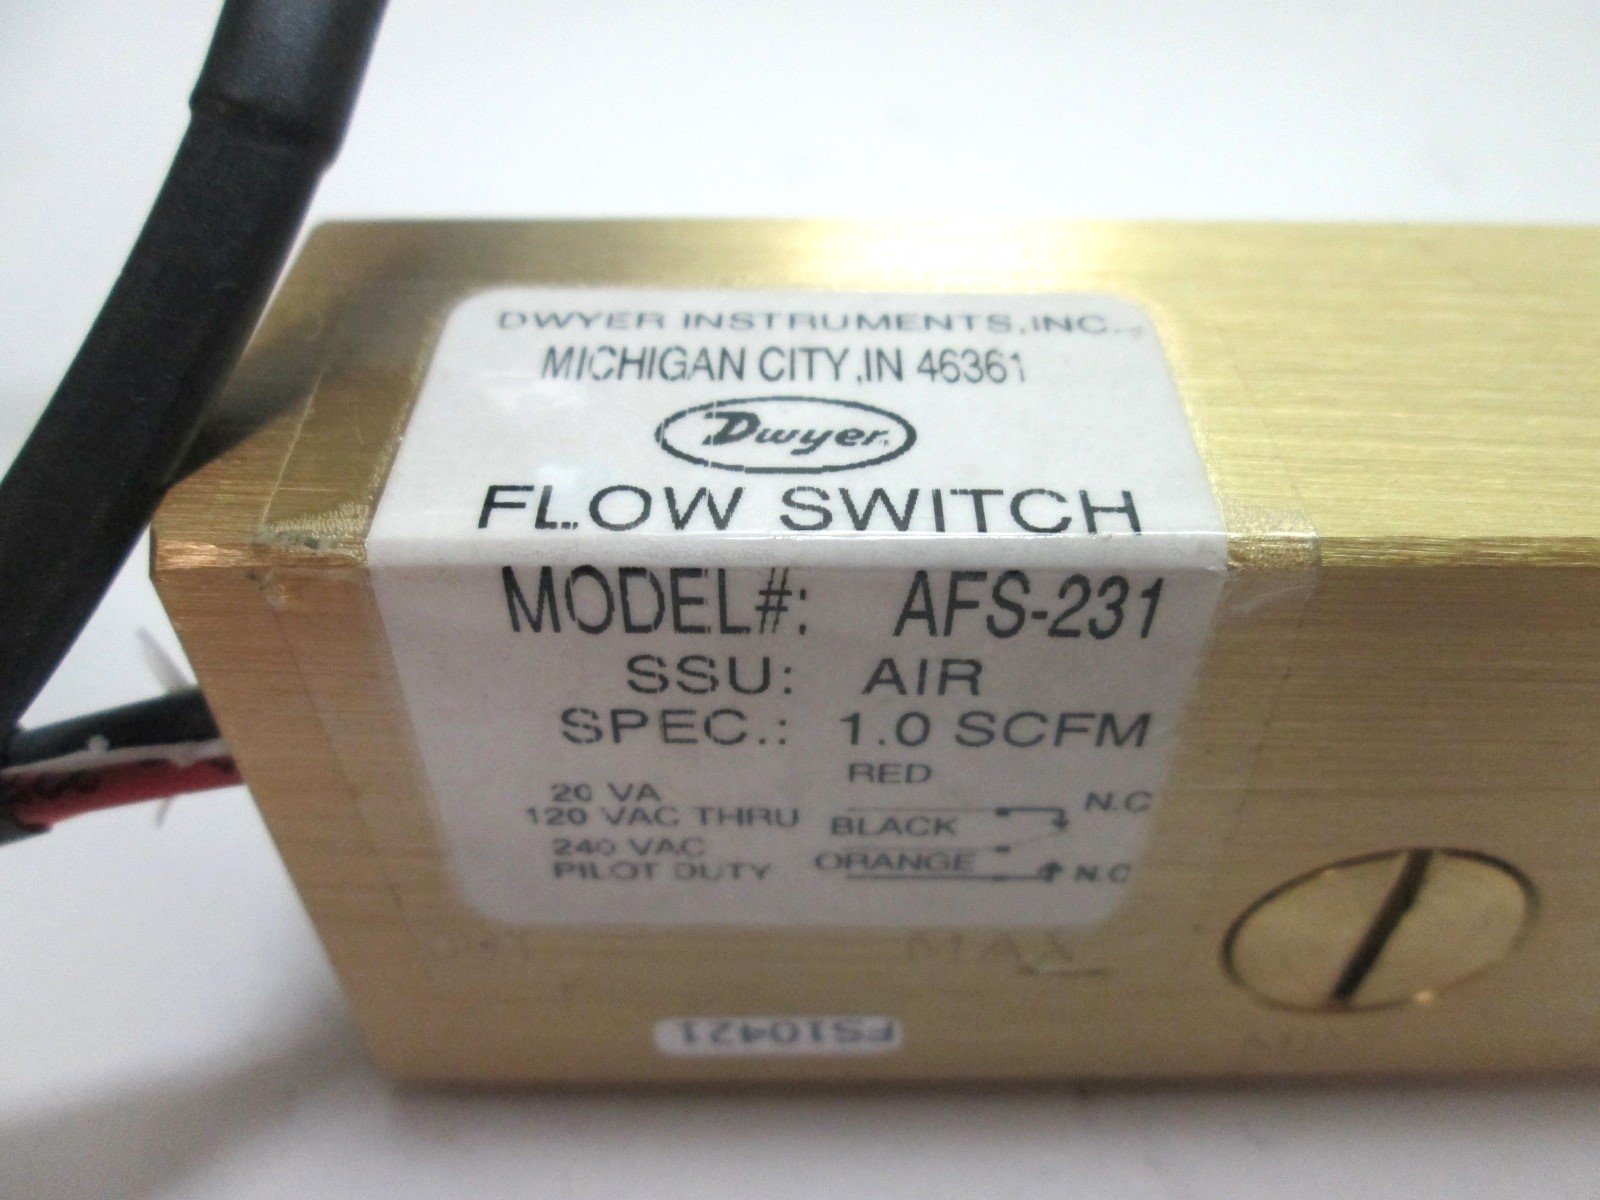 DWYER INSTRUMENTS,INC.
MICHIGAN CITY,IN 46361
Dwyer
FLOW SWITCH
MODEL#: AFS-231
SSU: AIR
SPEC.: 1.0 SCFM
RED
20 VA
120 VAC THRU
240 VAC
PILOT DUTY
N.C
BLACK
ORANGE
N.C
MAX
FS10421